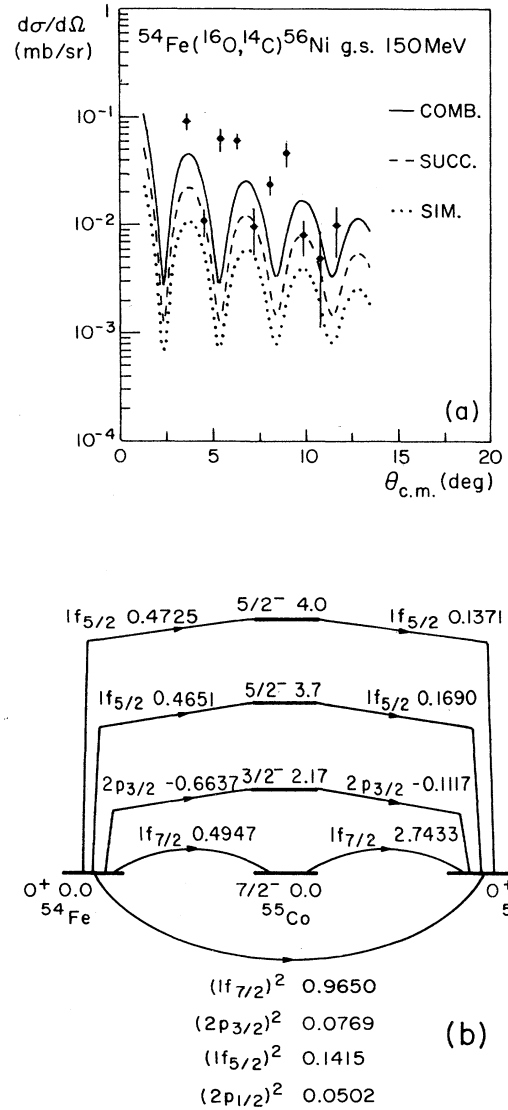 dσ/dΩ
(mb/sr)
⁵⁴Fe(¹⁶O,¹⁴C)⁵⁶Ni g.s. 150MeV
1
10⁻¹
10⁻²
10⁻³
10⁻⁴
COMB.
SUCC.
SIM.
(a)
0 5 10 15 20
θc.m.(deg)
1f5/2 0.4725 5/2⁻ 4.0 1f5/2 0.1371
1f5/2 0.4651 5/2⁻ 3.7 1f5/2 0.1690
2p3/2 -0.6637 3/2⁻ 2.17 2p3/2 -0.1117
1f7/2 0.4947 1f7/2 2.7433
0⁺ 0.0 7/2⁻ 0.0 0⁺
⁵⁴Fe ⁵⁵Co 5
(1f7/2)² 0.9650
(2p3/2)² 0.0769
(1f5/2)² 0.1415
(2p1/2)² 0.0502
(b)